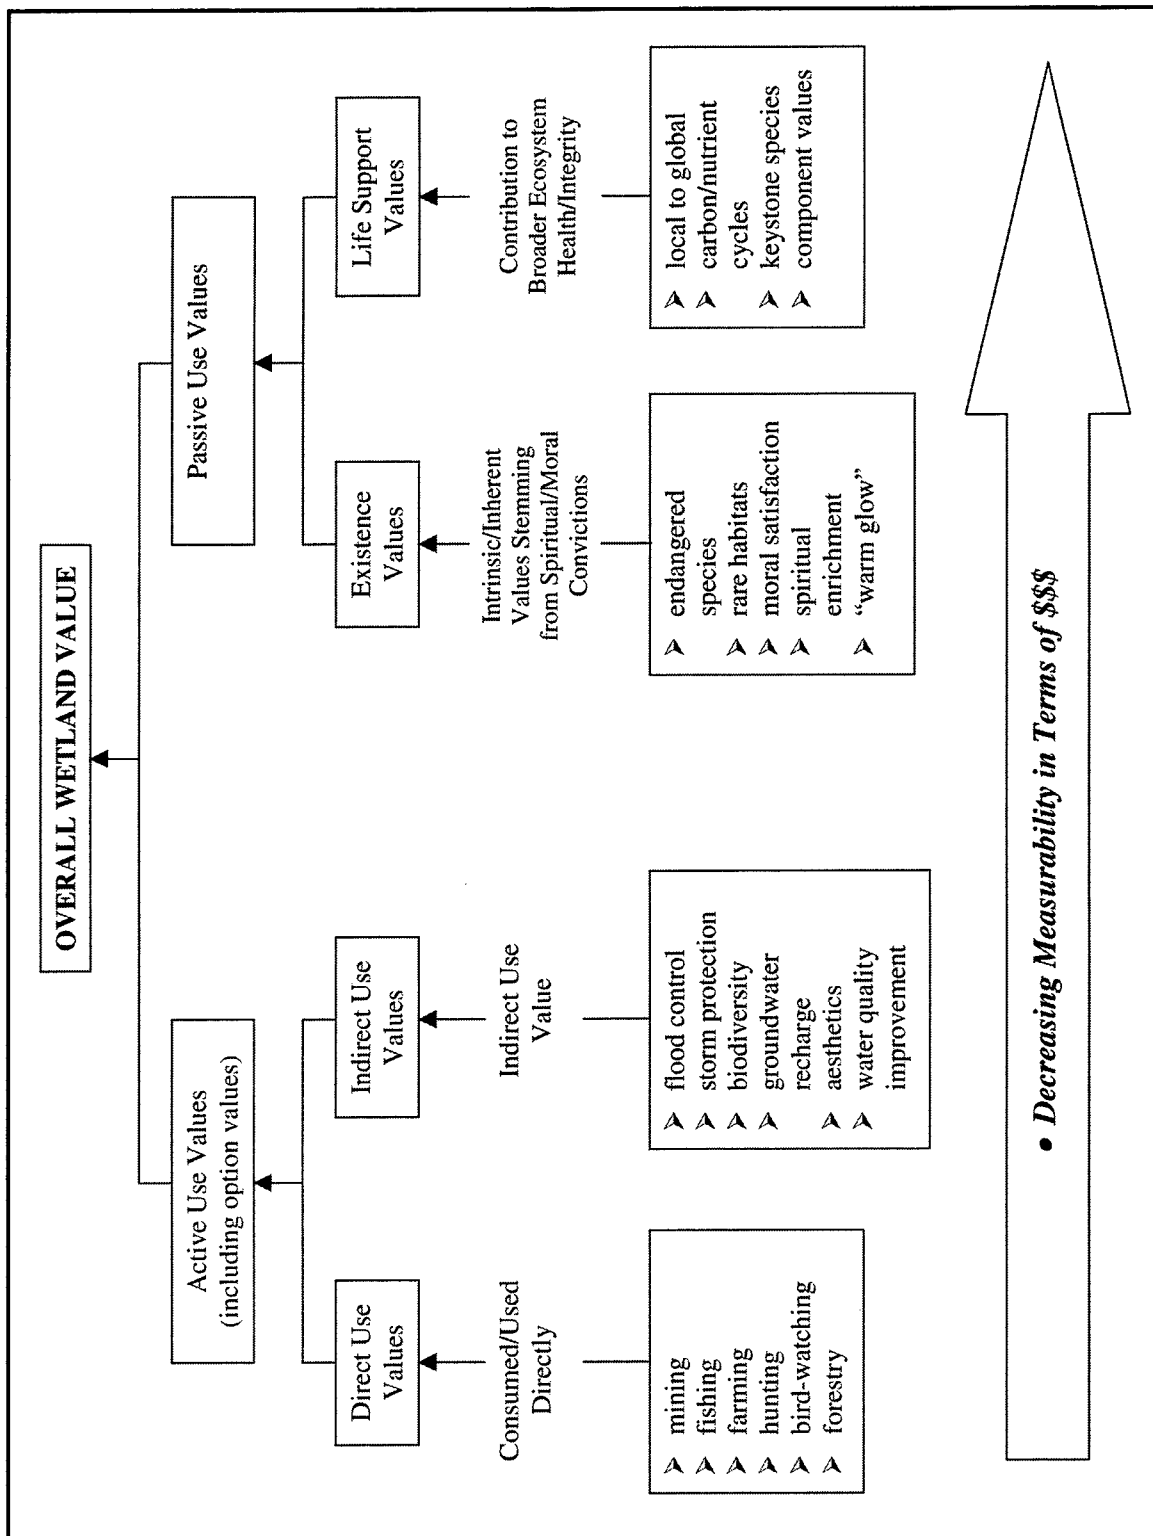 OVERALL WETLAND VALUE
Active Use Values
(including option values)
Passive Use Values
Direct Use
Values
Indirect Use
Values
Existence
Values
Life Support
Values
Consumed/Used
Directly
Indirect Use
Value
Intrinsic/Inherent
Values Stemming
from Spiritual/Moral
Convictions
Contribution to
Broader Ecosystem
Health/Integrity
➢ mining
➢ fishing
➢ farming
➢ hunting
➢ bird-watching
➢ forestry
➢ flood control
➢ storm protection
➢ biodiversity
➢ groundwater
recharge
➢ aesthetics
➢ water quality
improvement
➢ endangered
species
➢ rare habitats
➢ moral satisfaction
➢ spiritual
enrichment
➢ “warm glow”
➢ local to global
➢ carbon/nutrient
cycles
➢ keystone species
➢ component values
• Decreasing Measurability in Terms of $$$